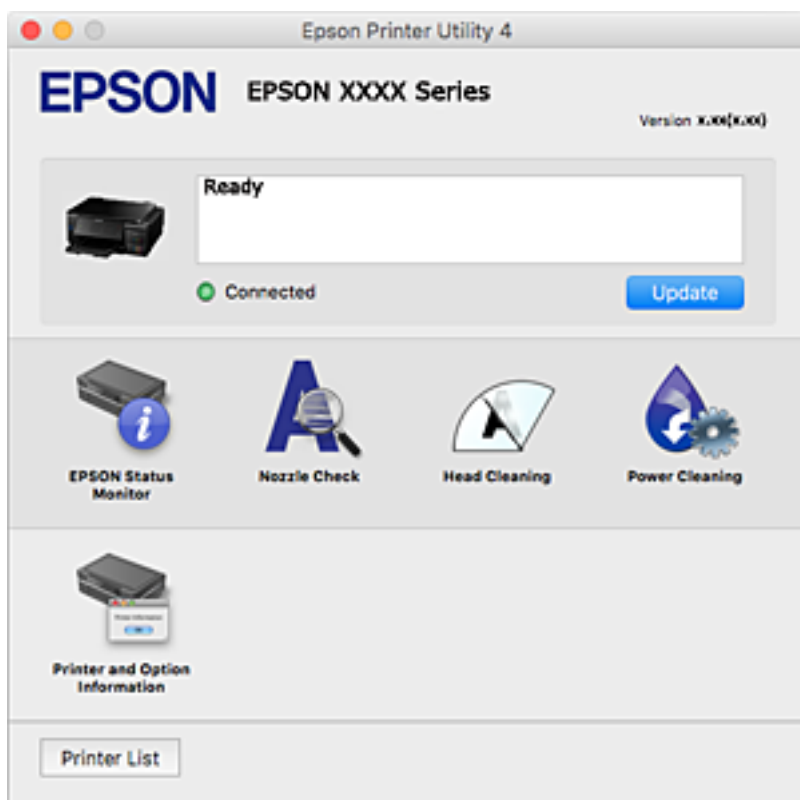 Epson Printer Utility 4
EPSON EPSON XXXX Series
Version x.xx(x.xx)
Ready
Connected
Update
EPSON Status
Monitor
Nozzle Check
Head Cleaning
Power Cleaning
Printer and Option
Information
Printer List